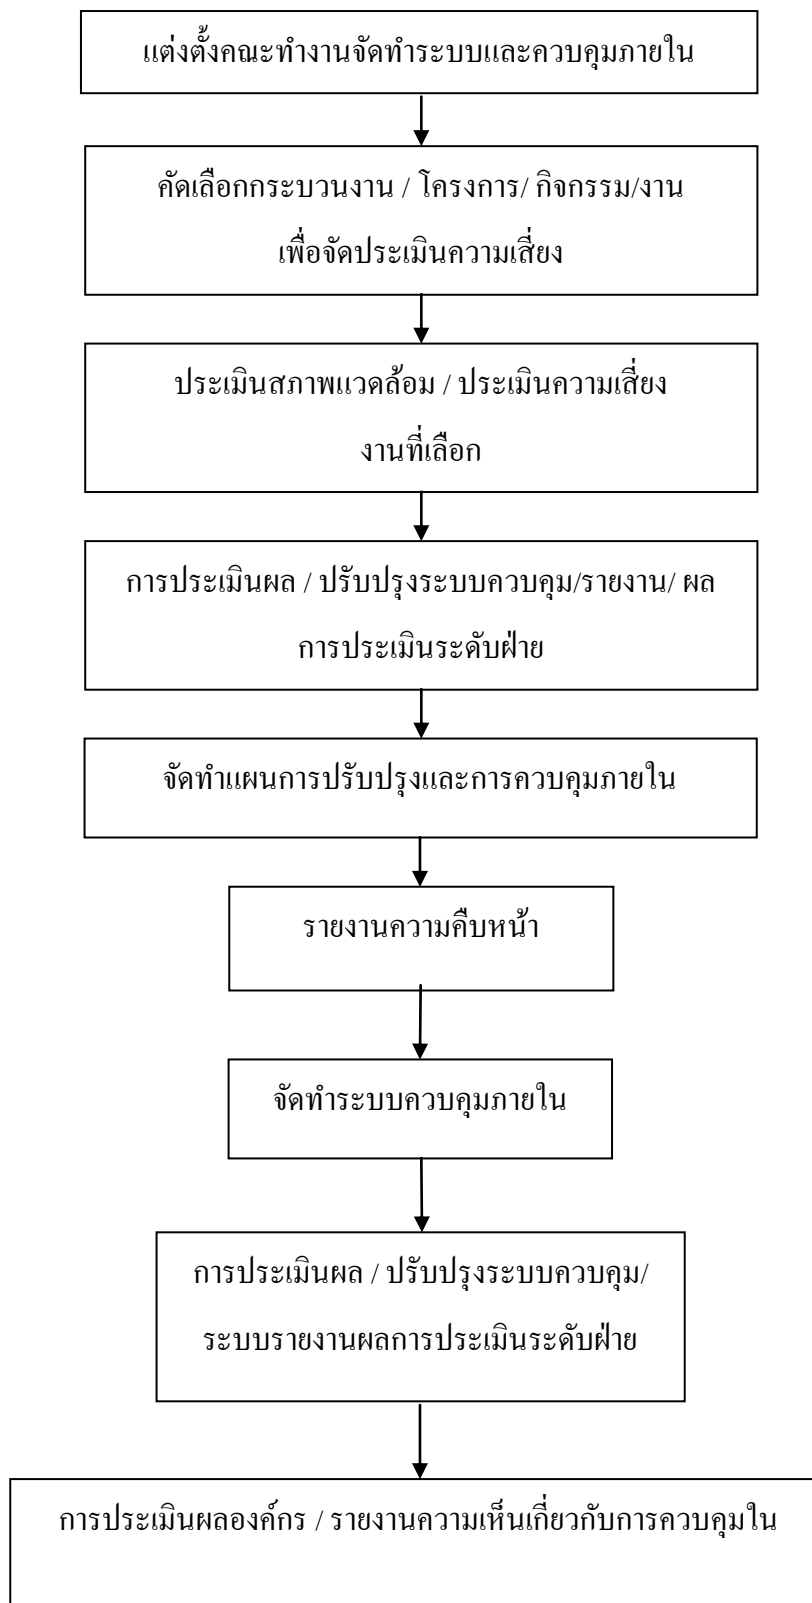 แต่งตั้งคณะทำงานจัดทำระบบและควบคุมภายใน
คัดเลือกกระบวนงาน / โครงการ/ กิจกรรม/งาน
เพื่อจัดประเมินความเสี่ยง
ประเมินสภาพแวดล้อม / ประเมินความเสี่ยง
งานที่เลือก
การประเมินผล / ปรับปรุงระบบควบคุม/รายงาน/ ผล
การประเมินระดับฝ่าย
จัดทำแผนการปรับปรุงและการควบคุมภายใน
รายงานความคืบหน้า
จัดทำระบบควบคุมภายใน
การประเมินผล / ปรับปรุงระบบควบคุม/
ระบบรายงานผลการประเมินระดับฝ่าย
การประเมินผลองค์กร / รายงานความเห็นเกี่ยวกับการควบคุมใน